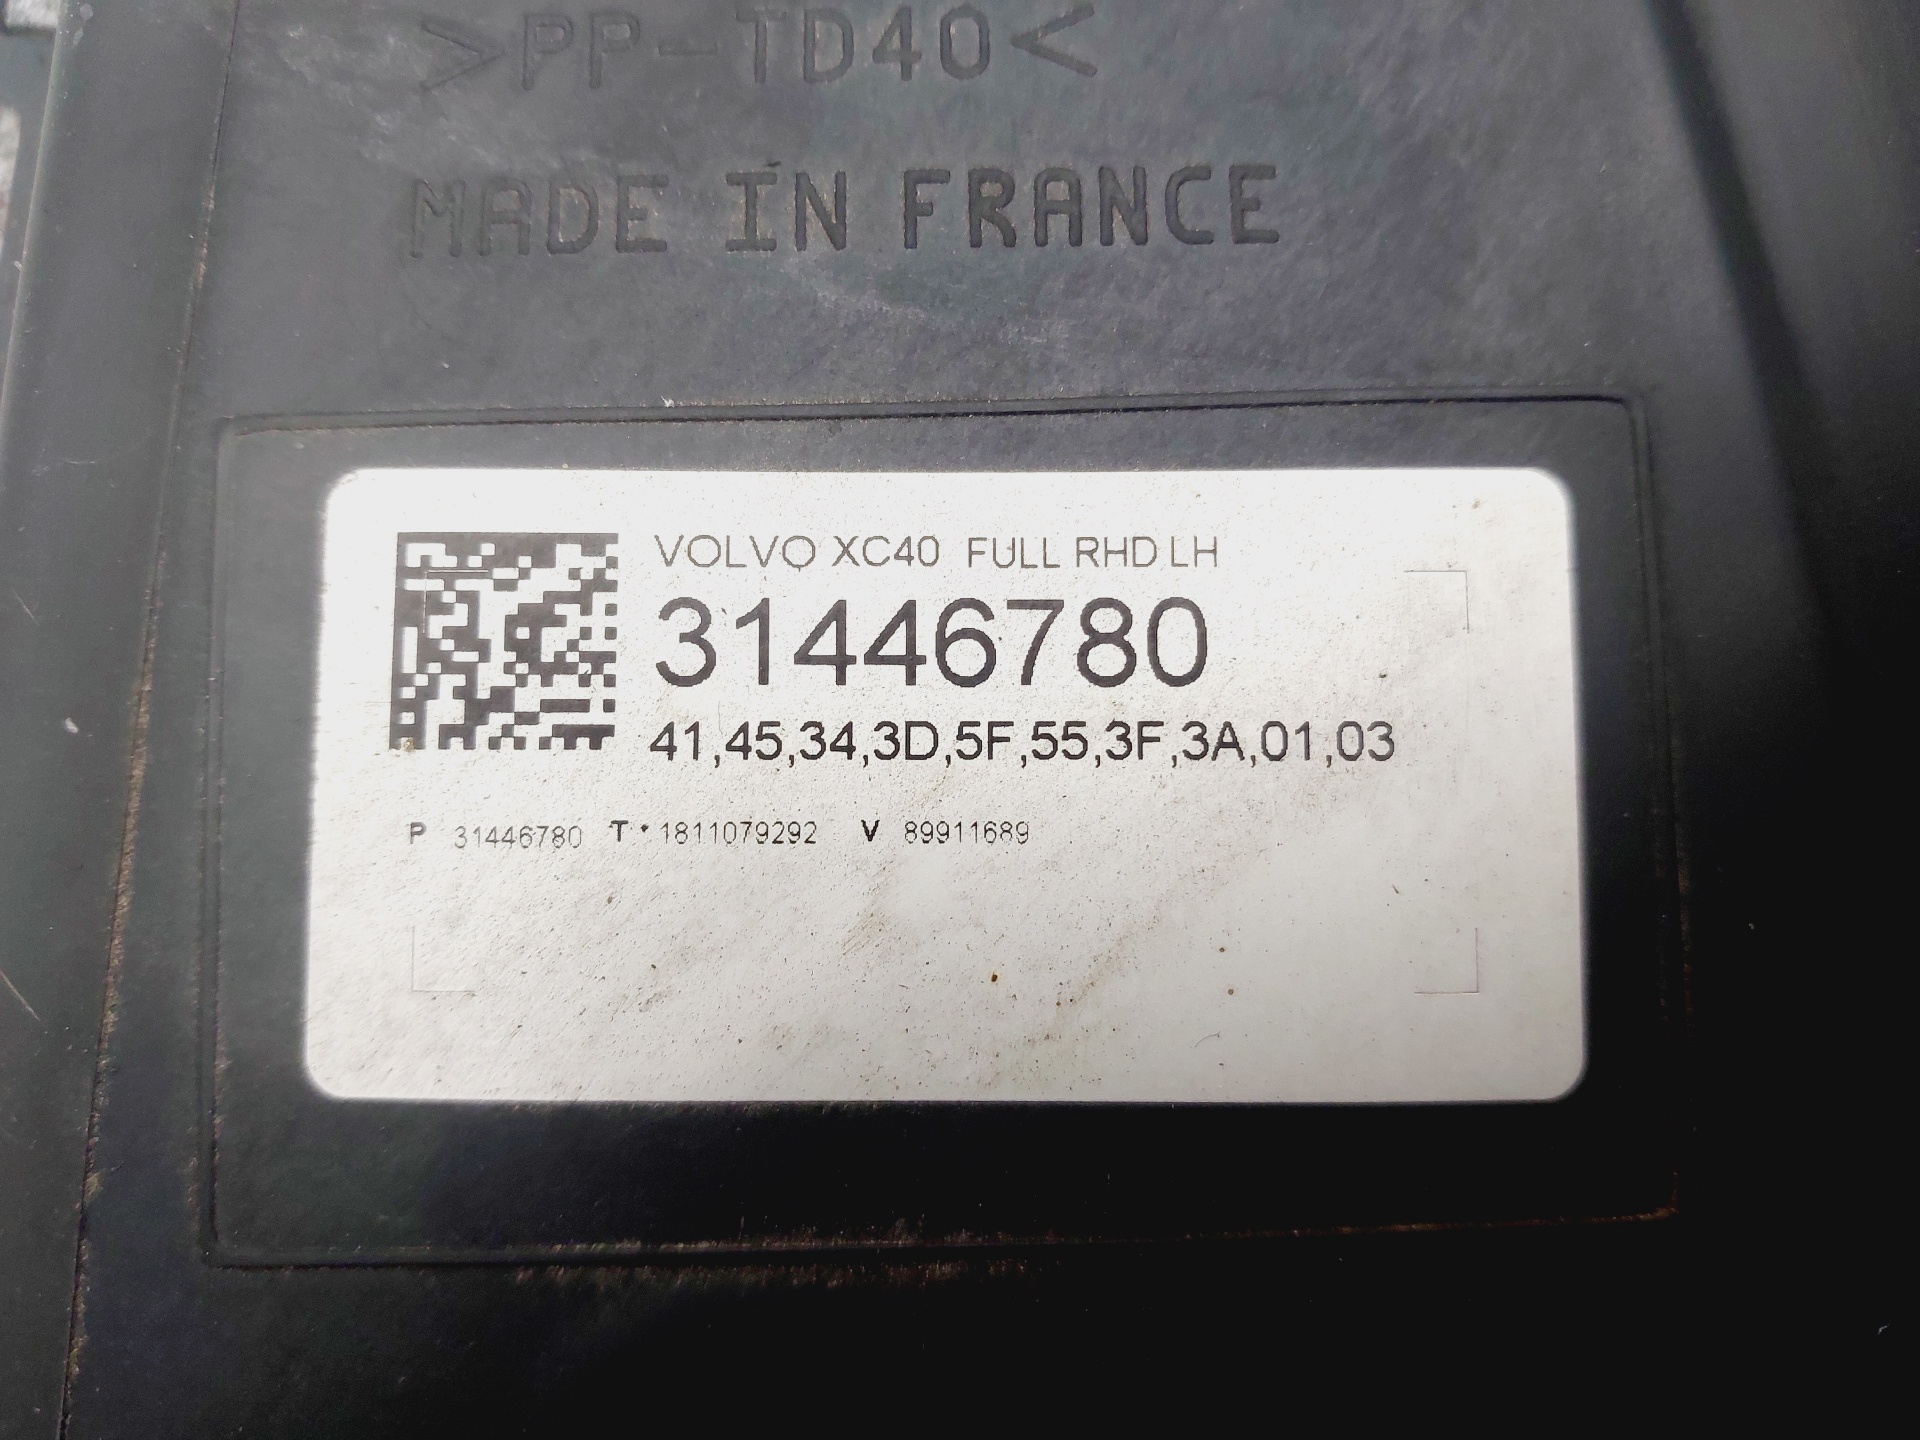 >PP-TD40<
MADE IN FRANCE
VOLVO XC40 FULL RHD LH
31446780
41,45,34,3D,5F,55,3F,3A,01,03
P 31446780 T 1811079292 V 89911689